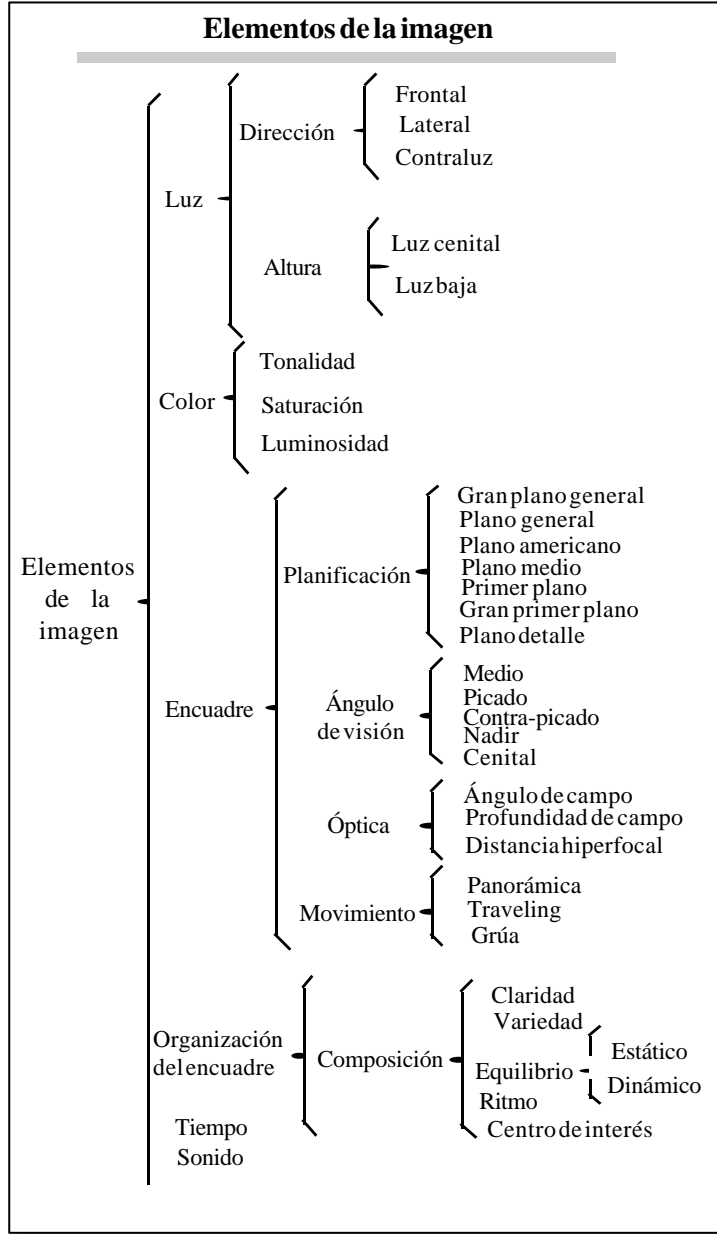 Elementos de la imagen
Elementos
de la
imagen
Luz
Dirección
Frontal
Lateral
Contraluz
Altura
Luz cenital
Luz baja
Color
Tonalidad
Saturación
Luminosidad
Encuadre
Planificación
Gran plano general
Plano general
Plano americano
Plano medio
Primer plano
Gran primer plano
Plano detalle
Ángulo
de visión
Medio
Picado
Contra-picado
Nadir
Cenital
Óptica
Ángulo de campo
Profundidad de campo
Distancia hiperfocal
Movimiento
Panorámica
Traveling
Grúa
Organización
del encuadre
Composición
Claridad
Variedad
Equilibrio
Estático
Dinámico
Ritmo
Centro de interés
Tiempo
Sonido